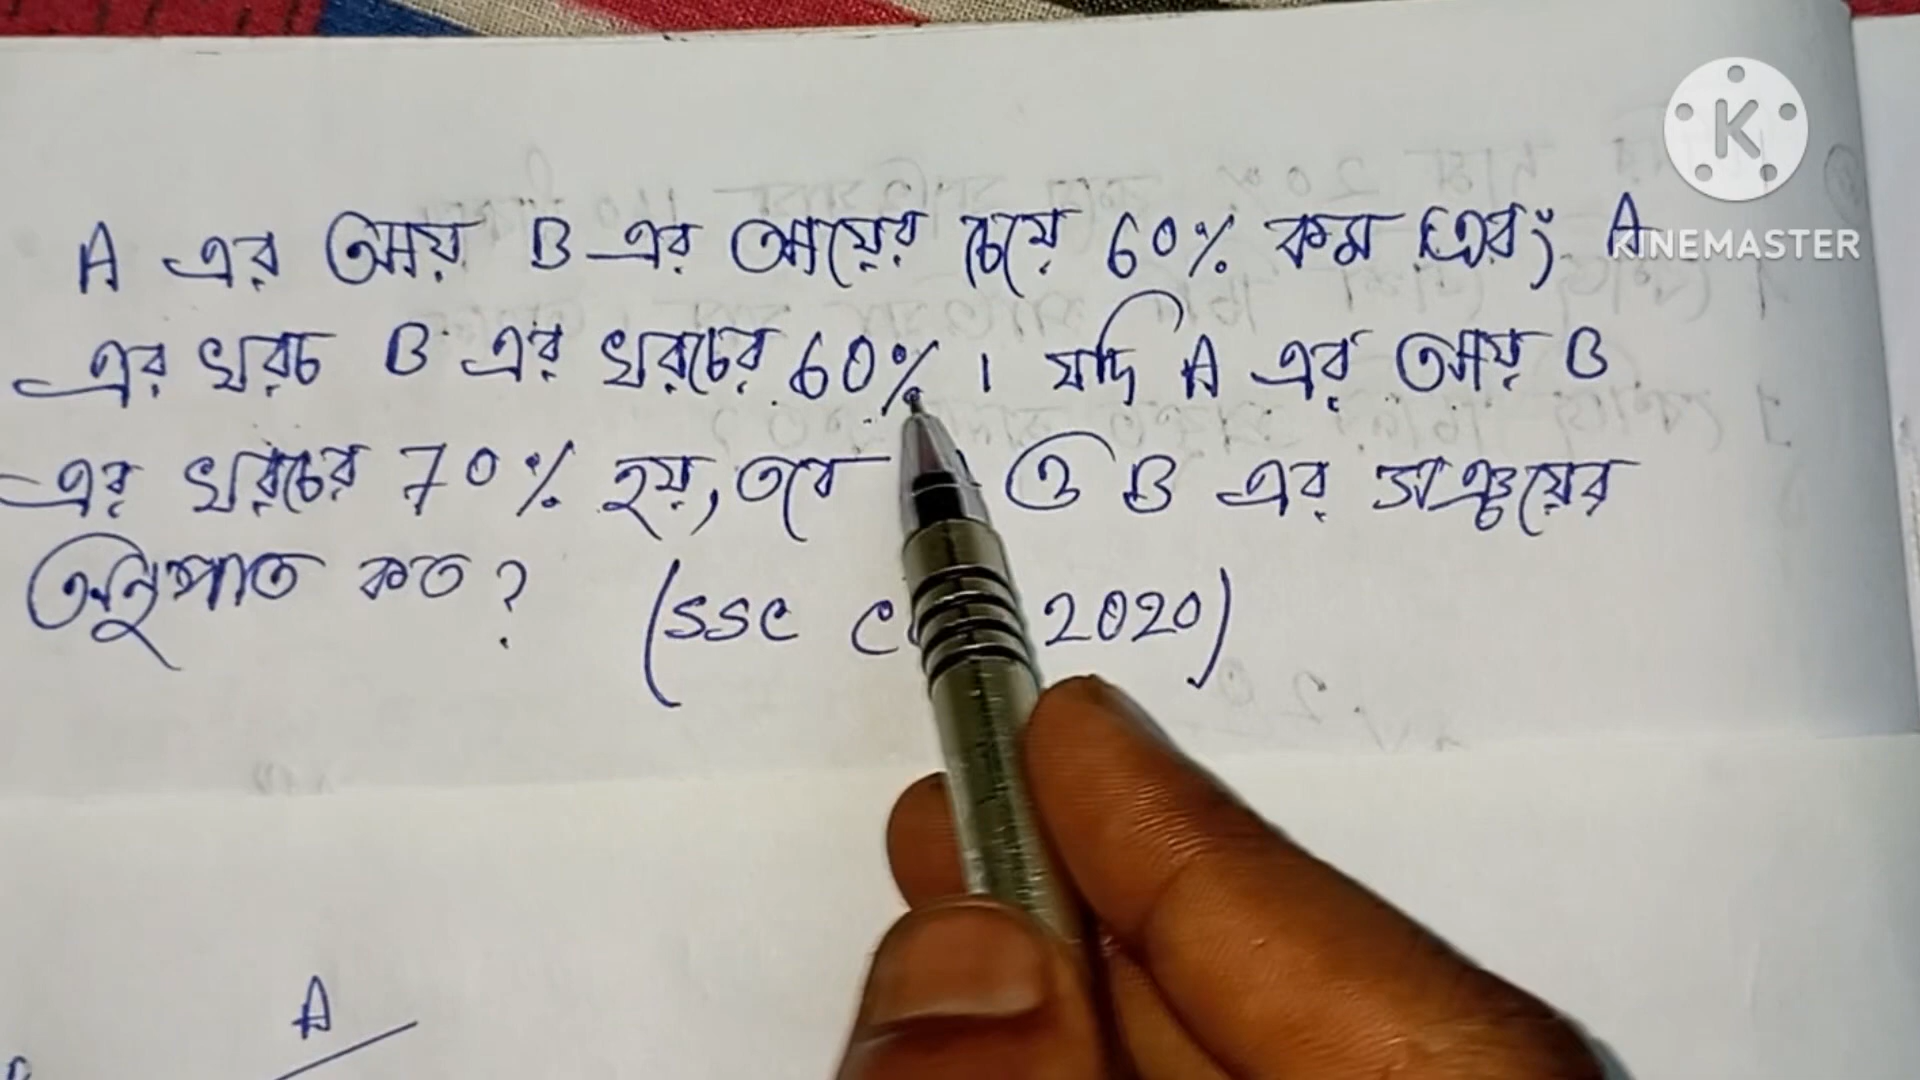 A এর আয় B এর আয়ের চেয়ে 60% কম এবং A
এর খরচ B এর খরচের 60% । যদি A এর আয় B
এর খরচের 70% হয়, তবে ও B এর সঞ্চয়ের
অনুপাত কত ? (SSC 2020)
A
K
KINEMASTER